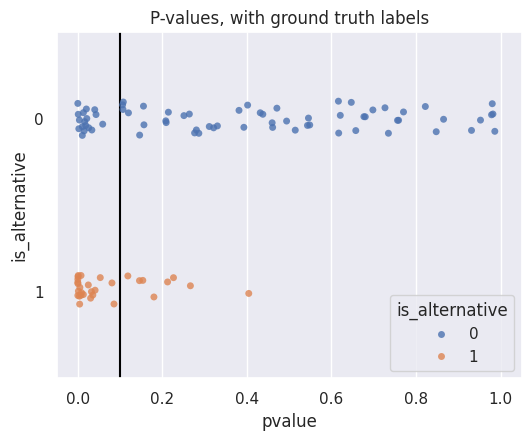 P-values, with ground truth labels
is_alternative
0
1
is_alternative
0
1
0.0 0.2 0.4 0.6 0.8 1.0
pvalue